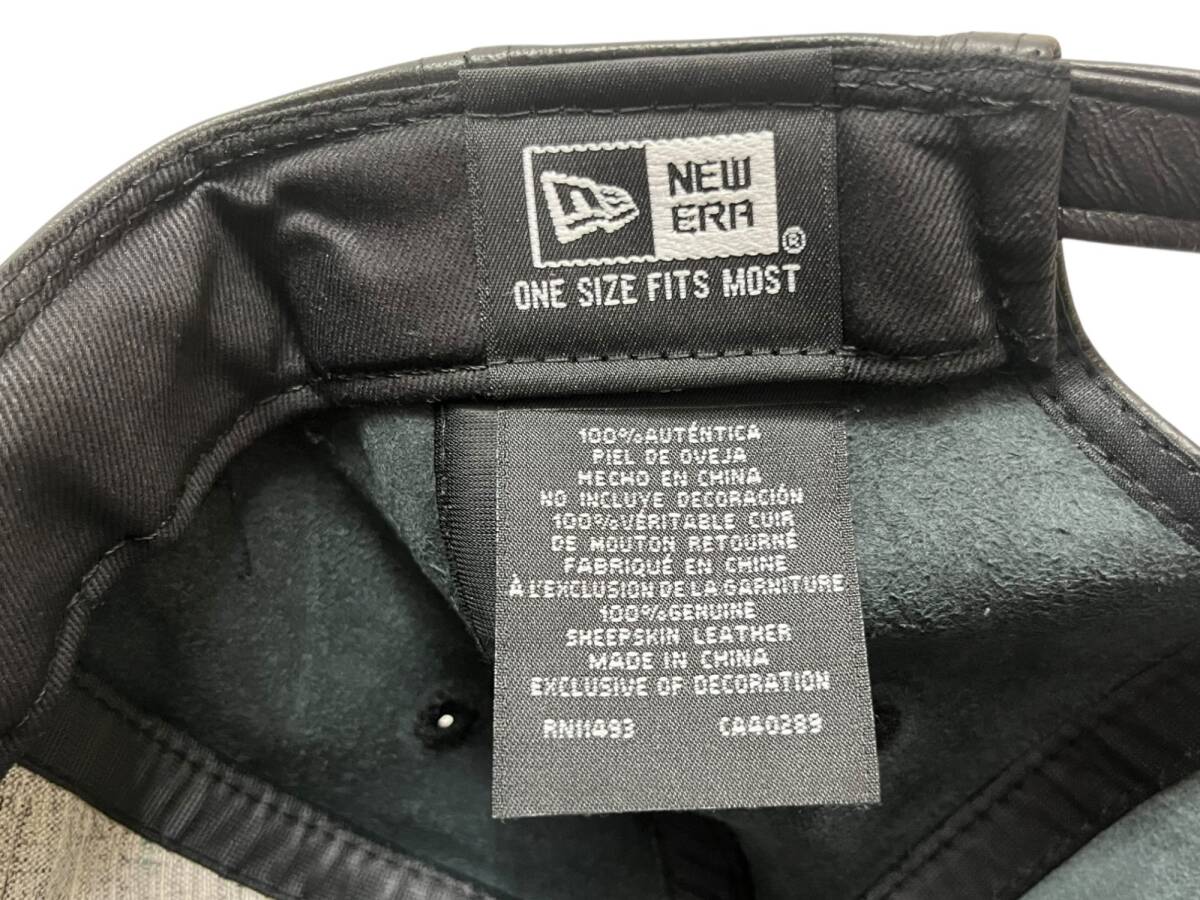 NEW
ERA
®
ONE SIZE FITS MOST
100%AUTÉNTICA
PIEL DE OVEJA
HECHO EN CHINA
NO INCLUYE DECORACIÓN
100%VÉRITABLE CUIR
DE MOUTON RETOURNÉ
FABRIQUÉ EN CHINE
À L'EXCLUSION DE LA GARNITURE
100%GENUINE
SHEEPSKIN LEATHER
MADE IN CHINA
EXCLUSIVE OF DECORATION
RN11493 CA40289